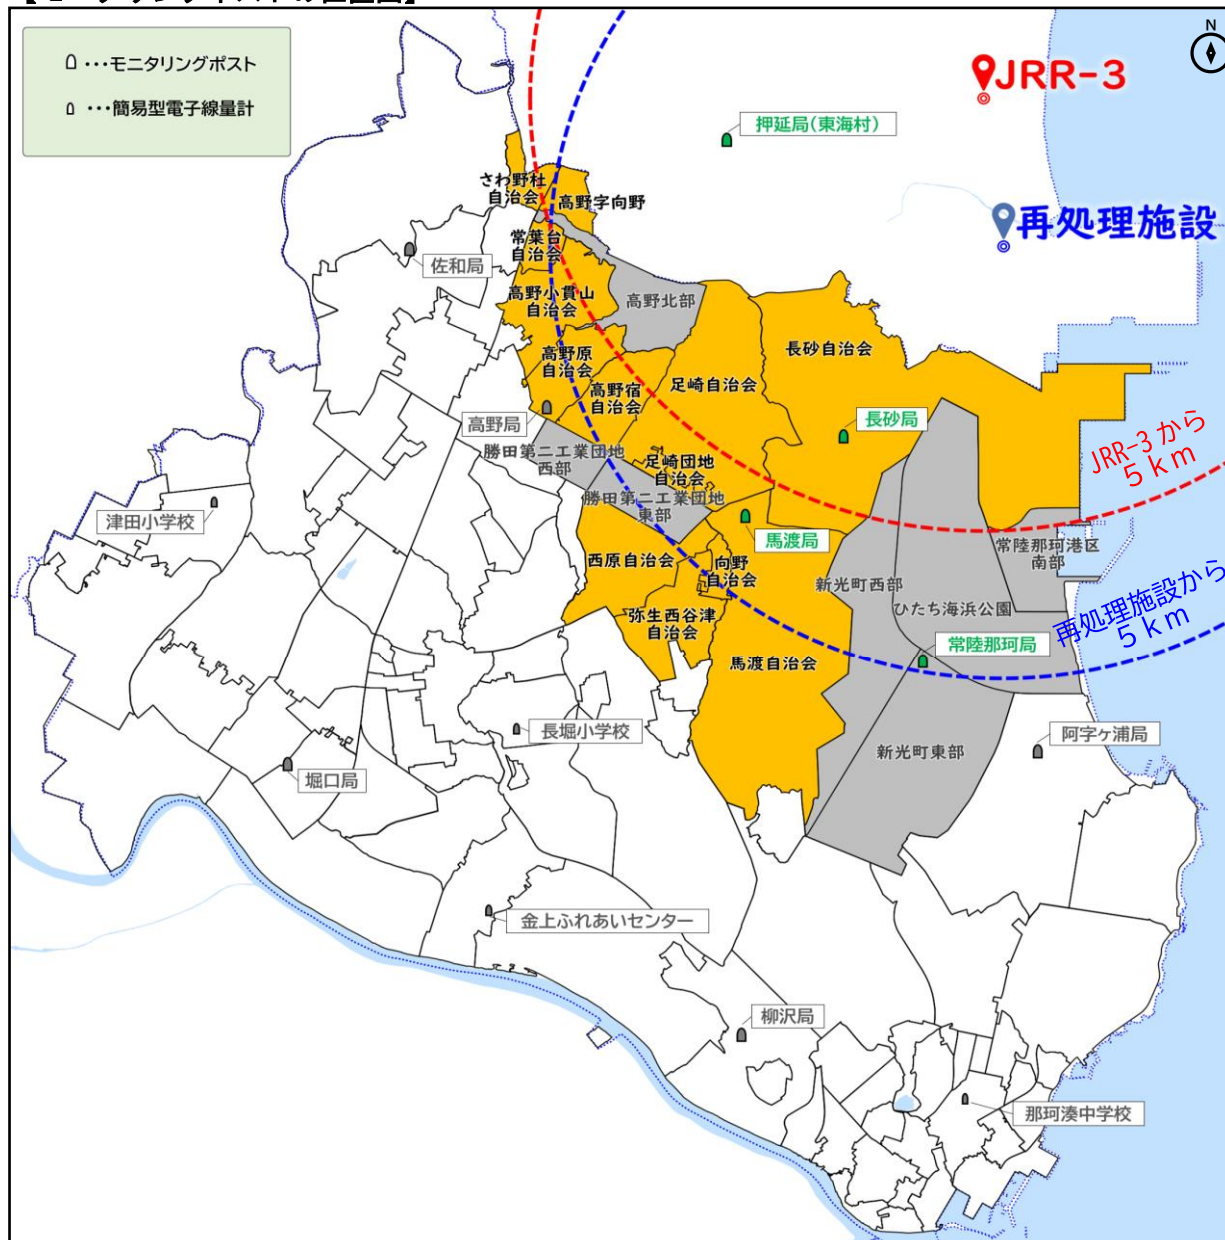 N
…モニタリングポスト
…簡易型電子線量計
JRR-3
押延局(東海村)
再処理施設
さわ野杜
自治会
高野字向野
常葉台
自治会
佐和局
高野小貫山
自治会
高野北部
長砂自治会
高野原
自治会
足崎自治会
高野宿
自治会
長砂局
高野局
JRR-3から
5km
勝田第二工業団地
西部
足崎団地
自治会
勝田第二工業団地
東部
津田小学校
馬渡局
常陸那珂港区
南部
西原自治会
向野
自治会
新光町西部
ひたち海浜公園
再処理施設から
5km
弥生西谷津
自治会
常陸那珂局
馬渡自治会
長堀小学校
阿字ヶ浦局
新光町東部
堀口局
金上ふれあいセンター
柳沢局
那珂湊中学校